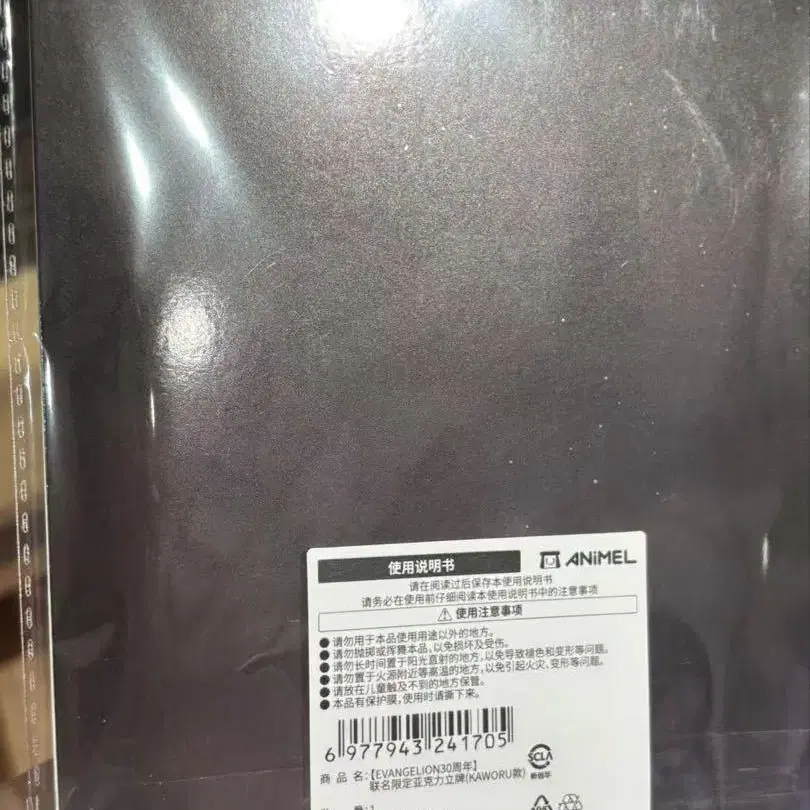 使用说明书
ANiMEL
请在阅读过后保存本使用说明书
请务必在使用前仔细阅读本使用说明书中的注意事项
使用注意事项
●请勿用于本品使用用途以外的地方。
●请勿抛掷或挥舞本品，以免损坏及受伤。
●请勿长时间置于阳光直射的地方，以免导致褪色和变形等问题。
●请勿置于火源附近等高温的地方，以免引起火灾、变形等问题。
●请放在儿童触及不到的地方保管。
●本品有保护膜，使用时请撕下来。
6 977943 241705
SCLA
新创华
商 品 名：【EVANGELION30周年】
联名限定亚克力立牌(KAWORU款)